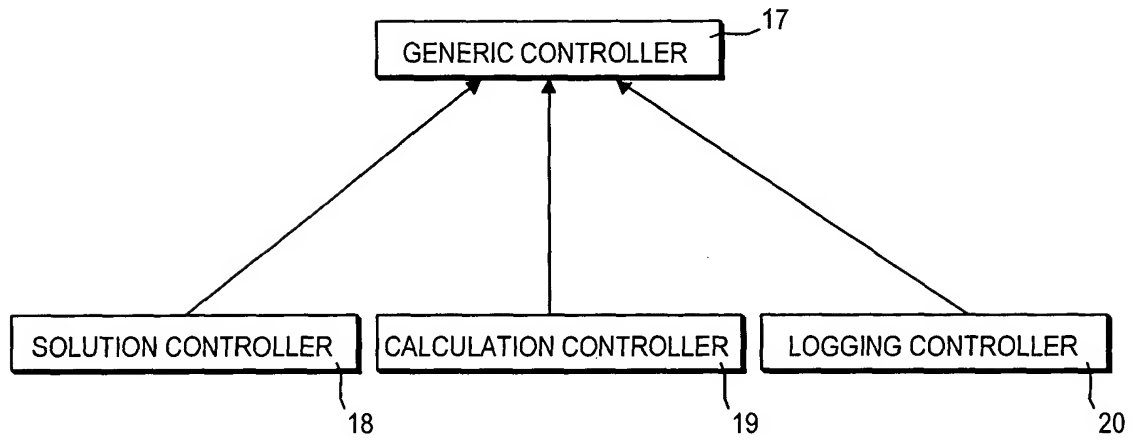 17
GENERIC CONTROLLER
SOLUTION CONTROLLER
CALCULATION CONTROLLER
LOGGING CONTROLLER
18
19
20